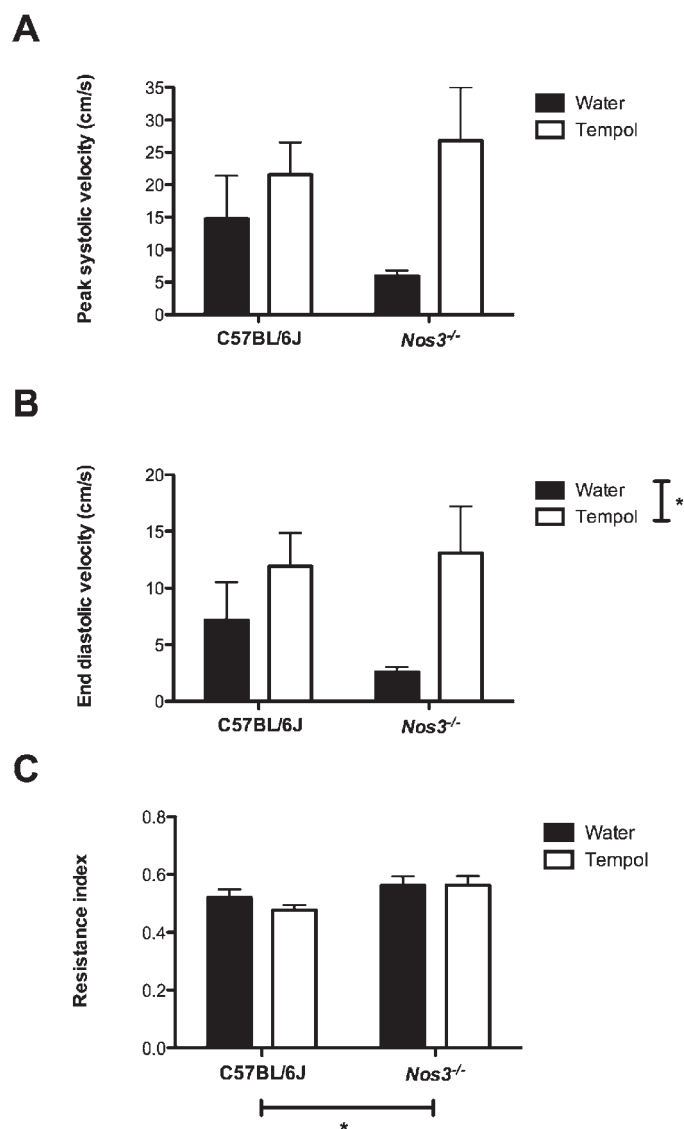 A
Peak systolic velocity (cm/s)
35
30
25
20
15
10
5
0
C57BL/6J
Nos3-/-
Water
Tempol
B
End diastolic velocity (cm/s)
20
15
10
5
0
C57BL/6J
Nos3-/-
Water
Tempol
*
C
Resistance index
0.8
0.6
0.4
0.2
0.0
C57BL/6J
Nos3-/-
*
Water
Tempol